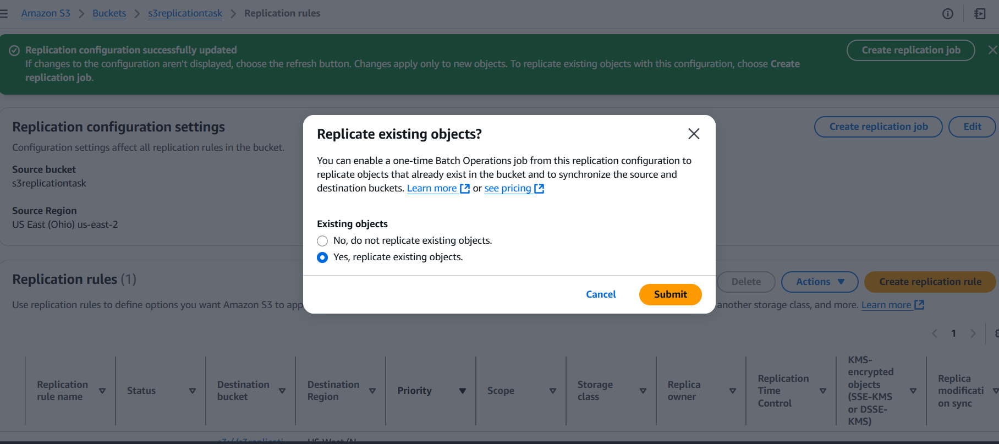 Amazon S3 > Buckets > s3replicationtask > Replication rules
Replication configuration successfully updated
If changes to the configuration aren't displayed, choose the refresh button. Changes apply only to new objects. To replicate existing objects with this configuration, choose Create
replication job.
Create replication job
Replication configuration settings
Configuration settings affect all replication rules in the bucket.
Create replication job
Edit
Source bucket
s3replicationtask
Source Region
US East (Ohio) us-east-2
Replicate existing objects?
You can enable a one-time Batch Operations job from this replication configuration to
replicate objects that already exist in the bucket and to synchronize the source and
destination buckets. Learn more or see pricing
Existing objects
No, do not replicate existing objects.
Yes, replicate existing objects.
Cancel
Submit
Replication rules (1)
Delete
Actions
Create replication rule
Use replication rules to define options you want Amazon S3 to
another storage class, and more. Learn more
1
Replication
rule name
Status
Destination
bucket
Destination
Region
Priority
Scope
Storage
class
Replica
owner
Replication
Time
Control
KMS-
encrypted
objects
(SSE-KMS
or DSSE-
KMS)
Replica
modificati
on sync